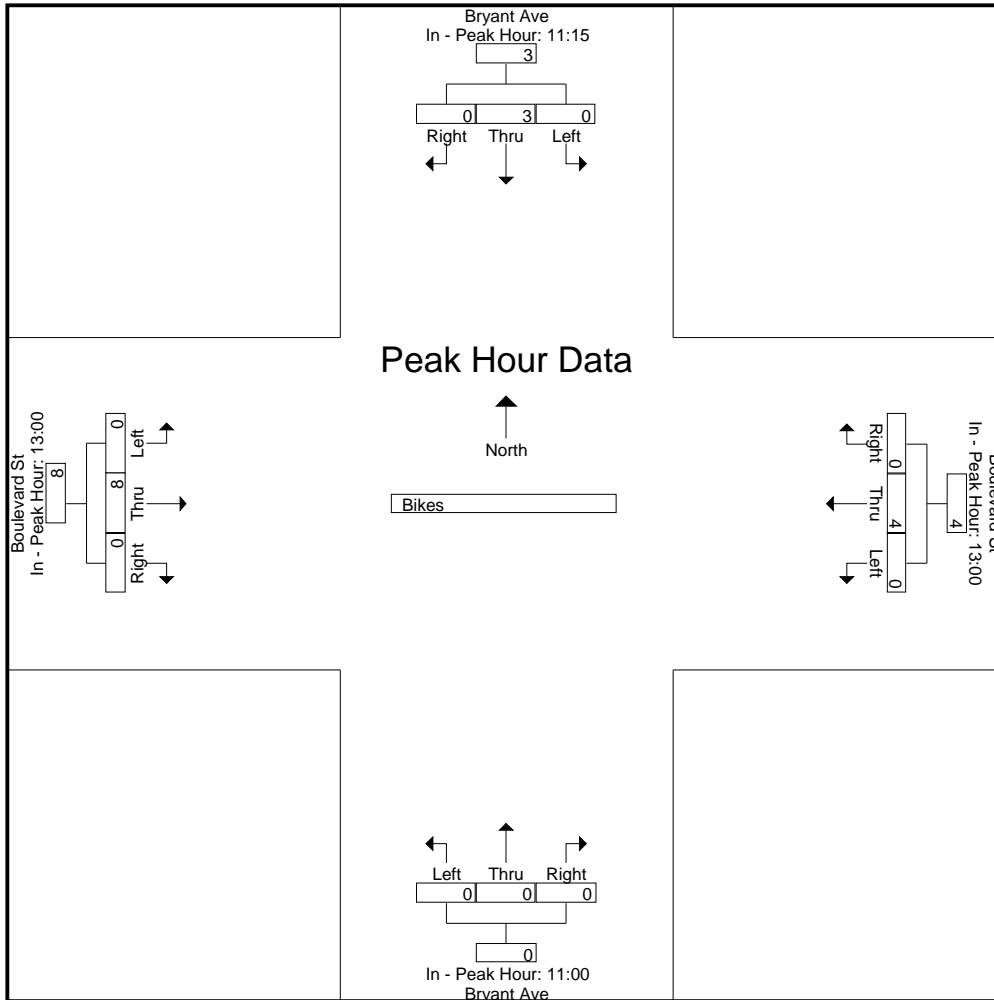 Bryant Ave
In - Peak Hour: 11:15
3
0 3 0
Right Thru Left
Peak Hour Data
North
Bikes
Boulevard St
In - Peak Hour: 13:00
8
0 8 0
Left Thru Right
Boulevard St
In - Peak Hour: 13:00
4
0 4 0
Right Thru Left
Left Thru Right
0 0 0
0
In - Peak Hour: 11:00
Bryant Ave